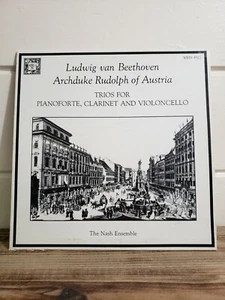 Ludwig van Beethoven
Archduke Rudolph of Austria
TRIOS FOR
PIANOFORTE, CLARINET AND VIOLONCELLO
The Nash Ensemble